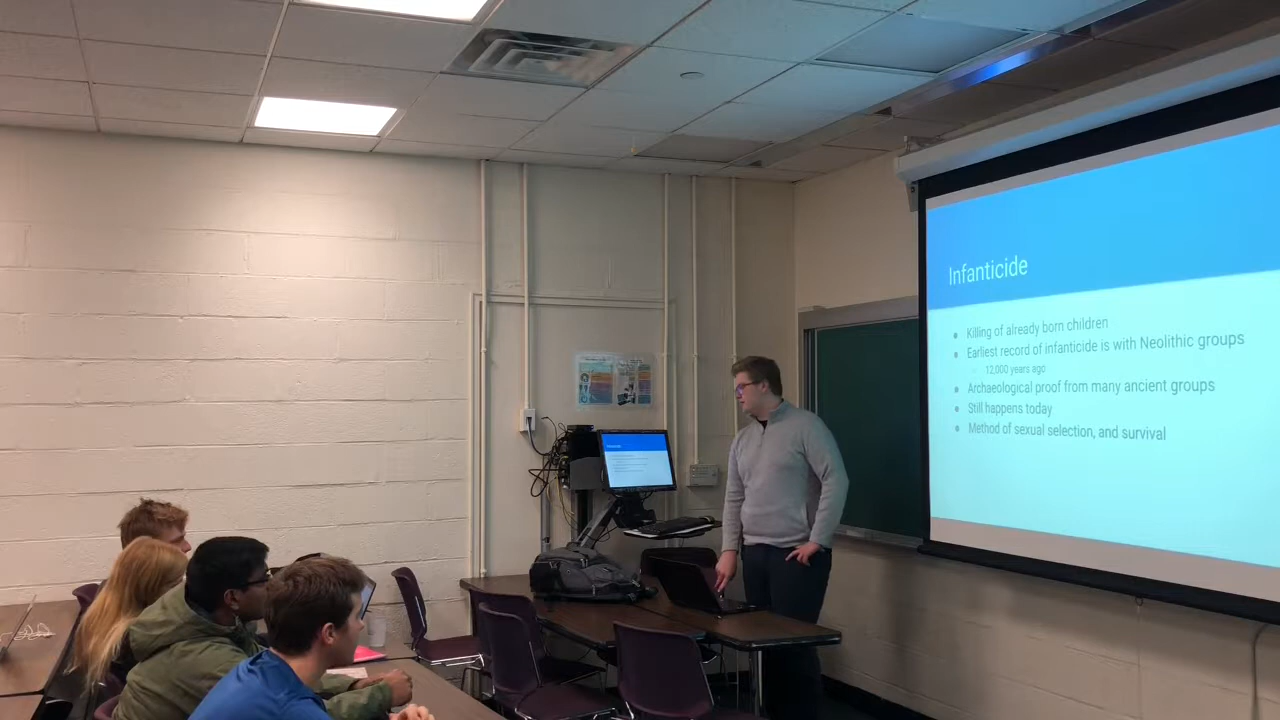 Infanticide
Killing of already born children
Earliest record of infanticide is with Neolithic groups
12,000 years ago
Archaeological proof from many ancient groups
Still happens today
Method of sexual selection, and survival